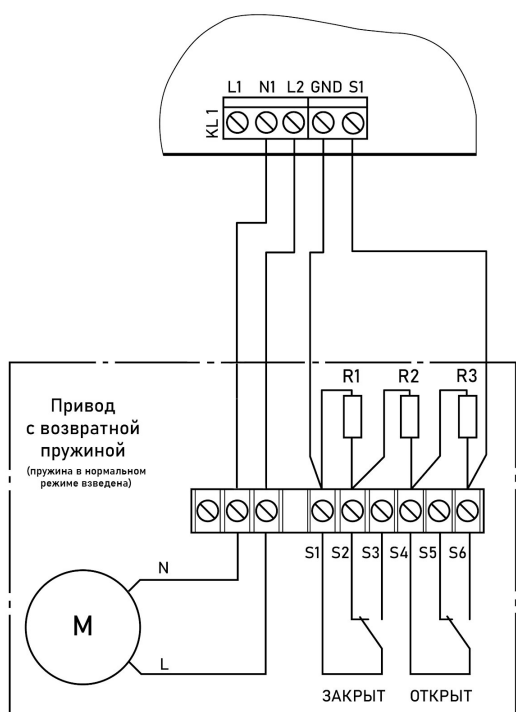 L1 N1 L2 GND S1
KL1
R1 R2 R3
Привод
с возвратной
пружиной
(пружина в нормальном
режиме взведена)
S1 S2 S3 S4 S5 S6
N
M
L
ЗАКРЫТ ОТКРЫТ